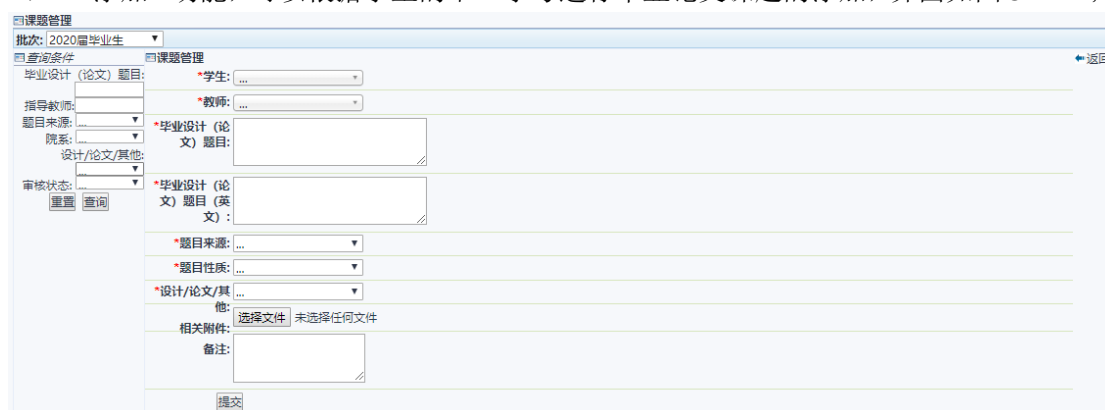 课题管理
批次: 2020届毕业生
查询条件
毕业设计（论文）题目:
指导教师:
题目来源: ...
院系: ...
设计/论文/其他:
...
审核状态: ...
重置 查询
课题管理
返回
*学生: ...
*教师: ...
*毕业设计（论
文）题目:
*毕业设计（论
文）题目（英
文）:
*题目来源: ...
*题目性质: ...
*设计/论文/其 ...
他:
选择文件 未选择任何文件
相关附件:
备注:
提交